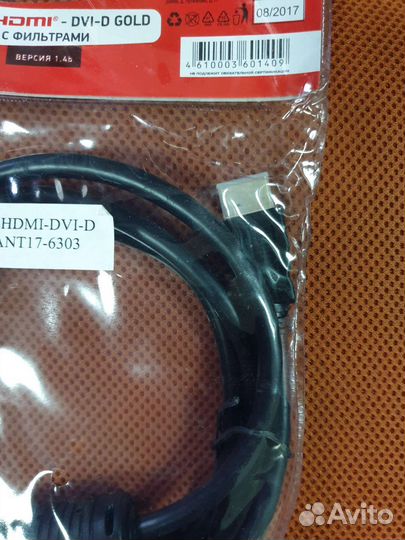 HDMI - DVI-D GOLD
С ФИЛЬТРАМИ
ВЕРСИЯ 1.4b
08/2017
4 610003 601409
НЕ ПОДЛЕЖИТ ОБЯЗАТЕЛЬНОЙ СЕРТИФИКАЦИИ
HDMI-DVI-D
ANT17-6303
Avito